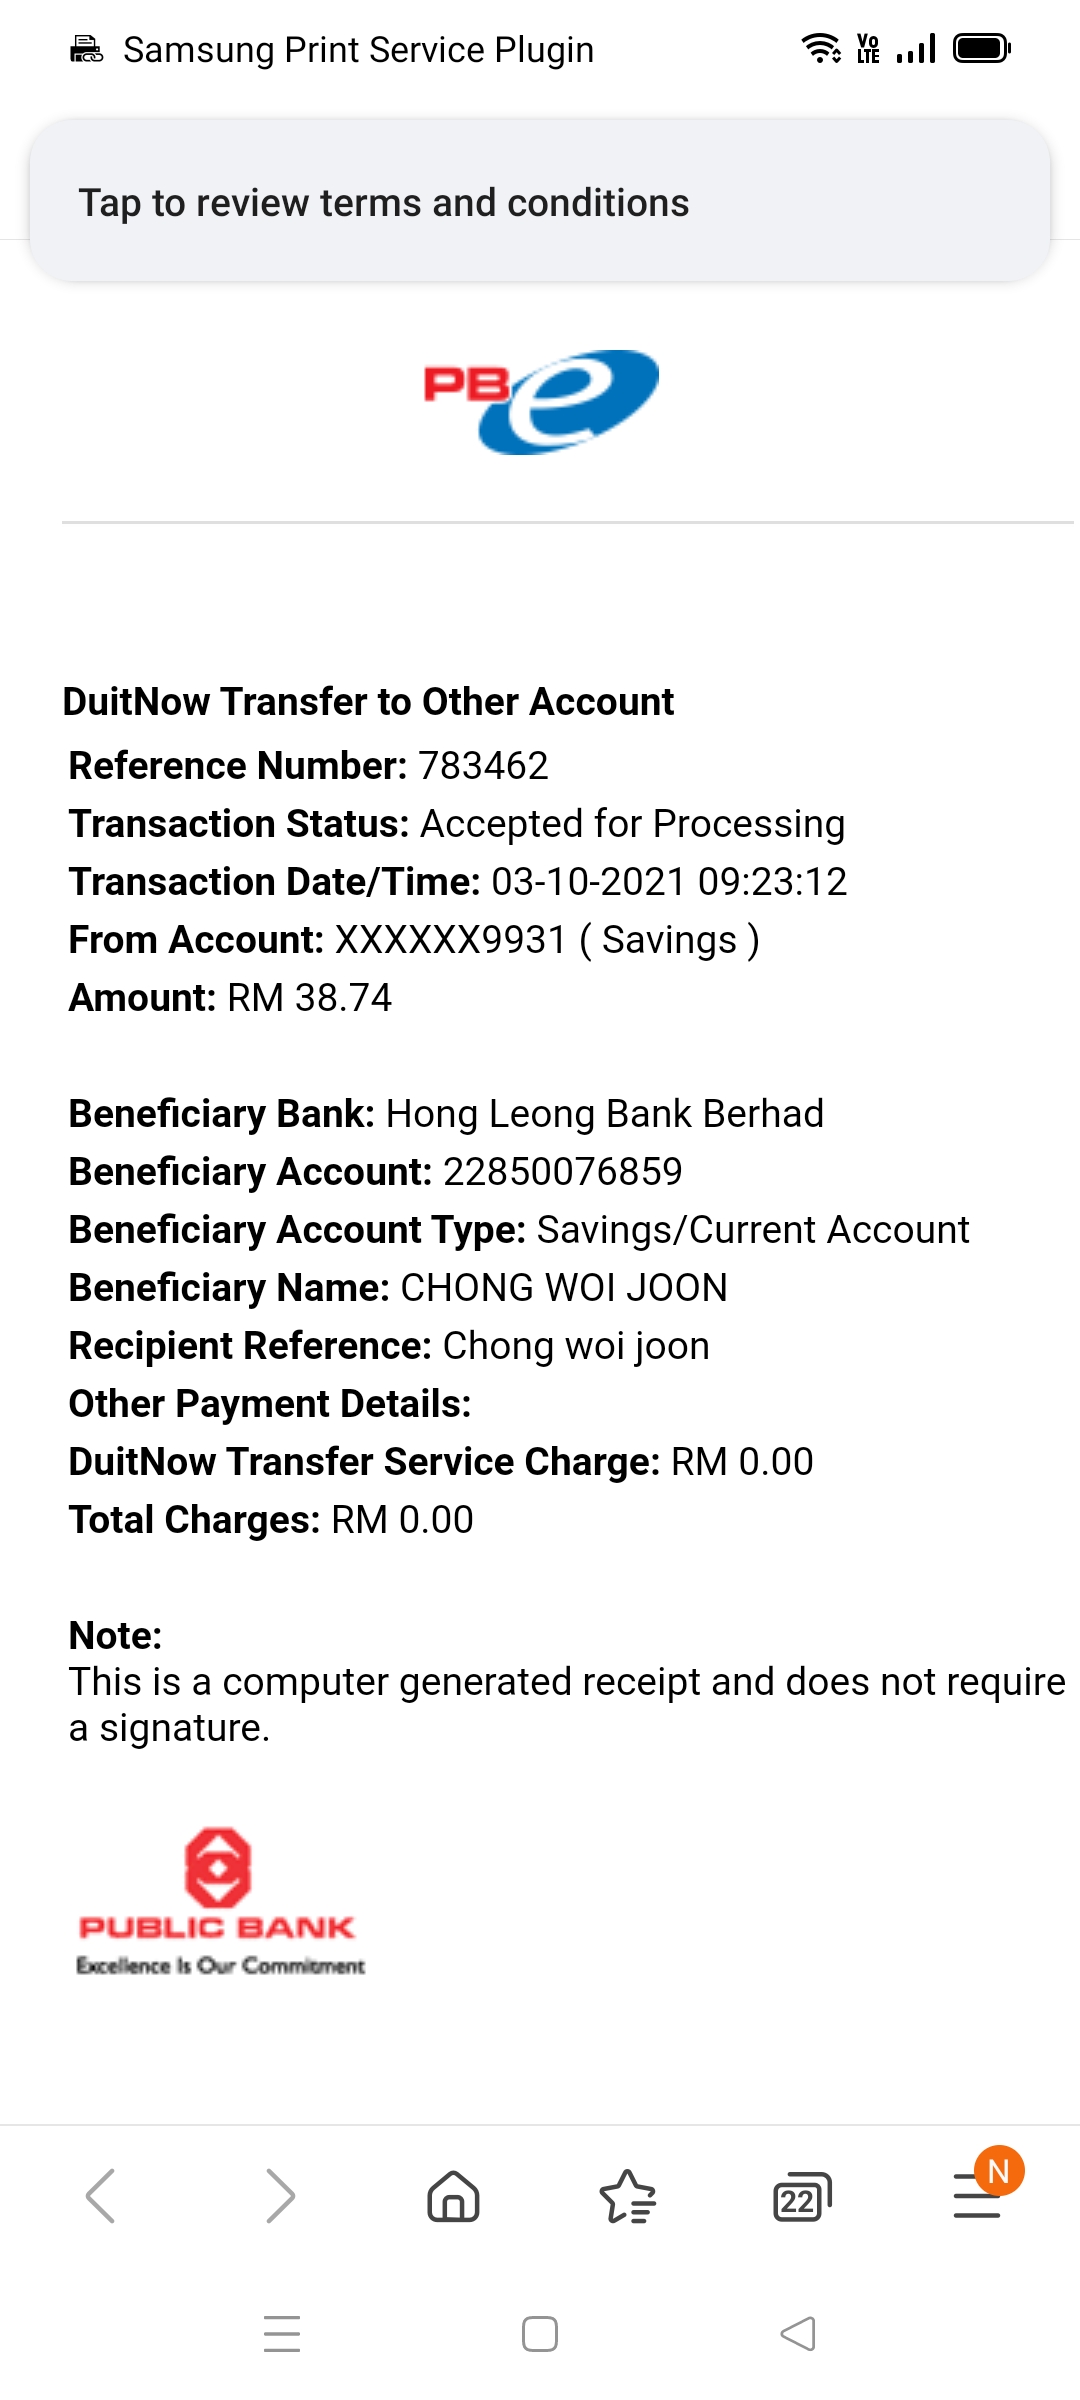 Samsung Print Service Plugin
Vo
LTE
Tap to review terms and conditions
PBe
DuitNow Transfer to Other Account
Reference Number: 783462
Transaction Status: Accepted for Processing
Transaction Date/Time: 03-10-2021 09:23:12
From Account: XXXXXX9931 ( Savings )
Amount: RM 38.74
Beneficiary Bank: Hong Leong Bank Berhad
Beneficiary Account: 22850076859
Beneficiary Account Type: Savings/Current Account
Beneficiary Name: CHONG WOI JOON
Recipient Reference: Chong woi joon
Other Payment Details:
DuitNow Transfer Service Charge: RM 0.00
Total Charges: RM 0.00
Note:
This is a computer generated receipt and does not require
a signature.
PUBLIC BANK
Excellence Is Our Commitment
22
N